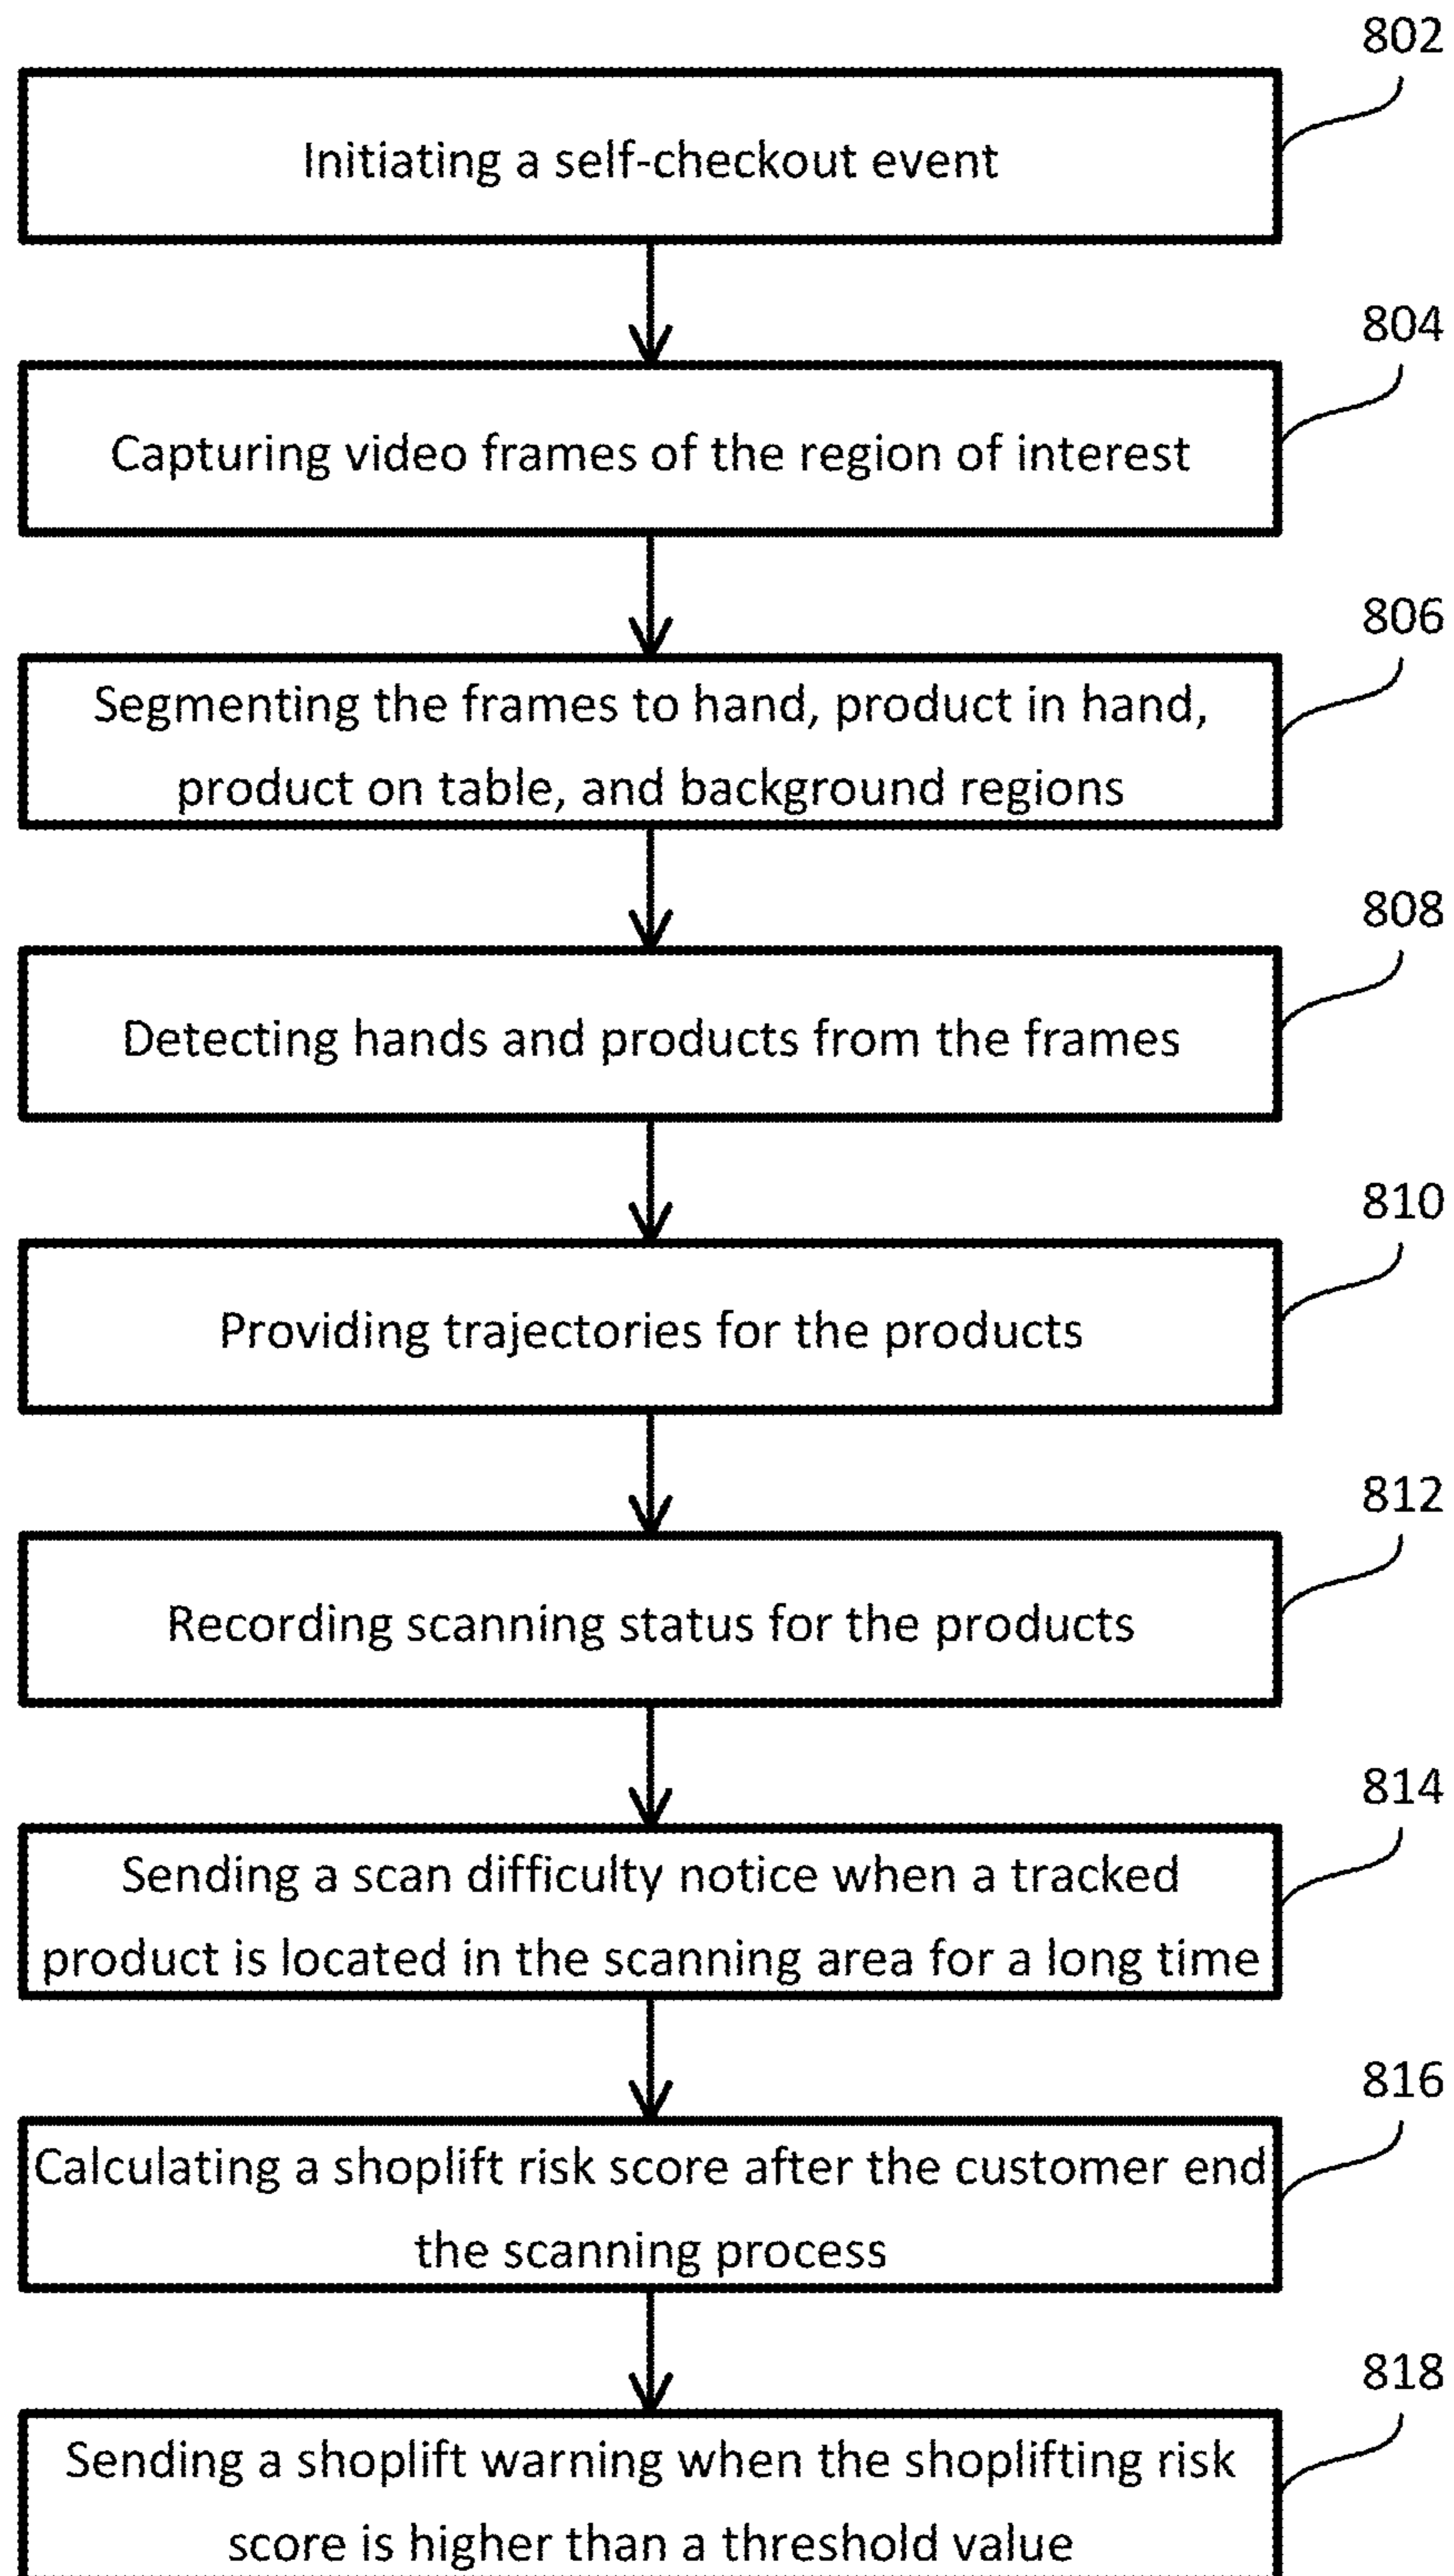 802
Initiating a self-checkout event
804
Capturing video frames of the region of interest
806
Segmenting the frames to hand, product in hand,
product on table, and background regions
808
Detecting hands and products from the frames
810
Providing trajectories for the products
812
Recording scanning status for the products
814
Sending a scan difficulty notice when a tracked
product is located in the scanning area for a long time
816
Calculating a shoplift risk score after the customer end
the scanning process
818
Sending a shoplift warning when the shoplifting risk
score is higher than a threshold value